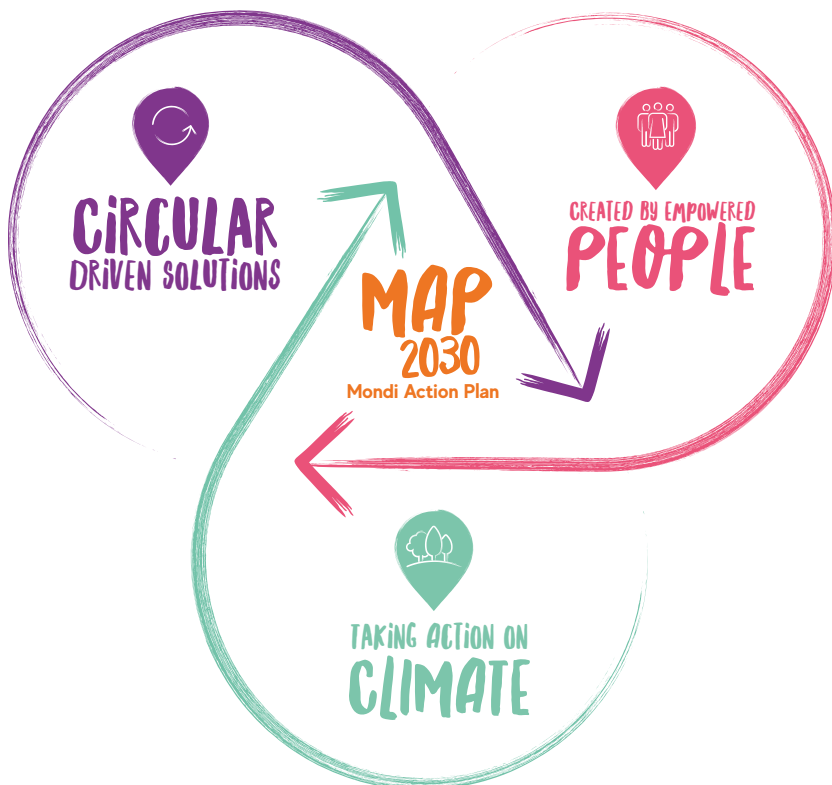 CiRCULAR
DRiVEN SOLUTiONS
CREATED BY EMPOWERED
PEOPLE
MAP
2030
Mondi Action Plan
TAKiNG ACTiON ON
CLIMATE